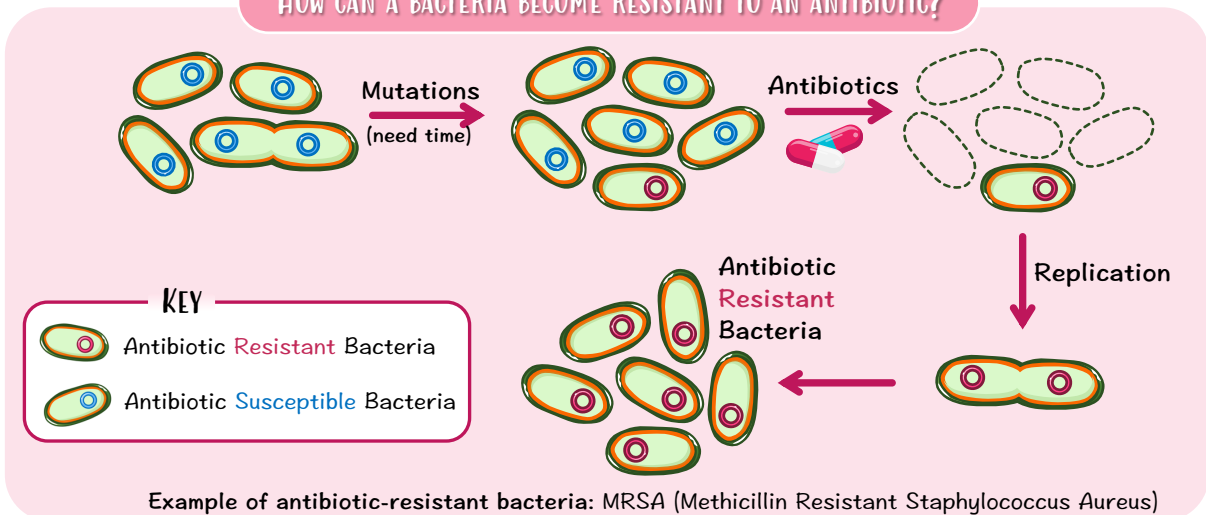 HOW CAN A BACTERIA BECOME RESISTANT TO AN ANTIBIOTIC?
Mutations
(need time)
Antibiotics
Replication
Antibiotic
Resistant
Bacteria
KEY
Antibiotic Resistant Bacteria
Antibiotic Susceptible Bacteria
Example of antibiotic-resistant bacteria: MRSA (Methicillin Resistant Staphylococcus Aureus)